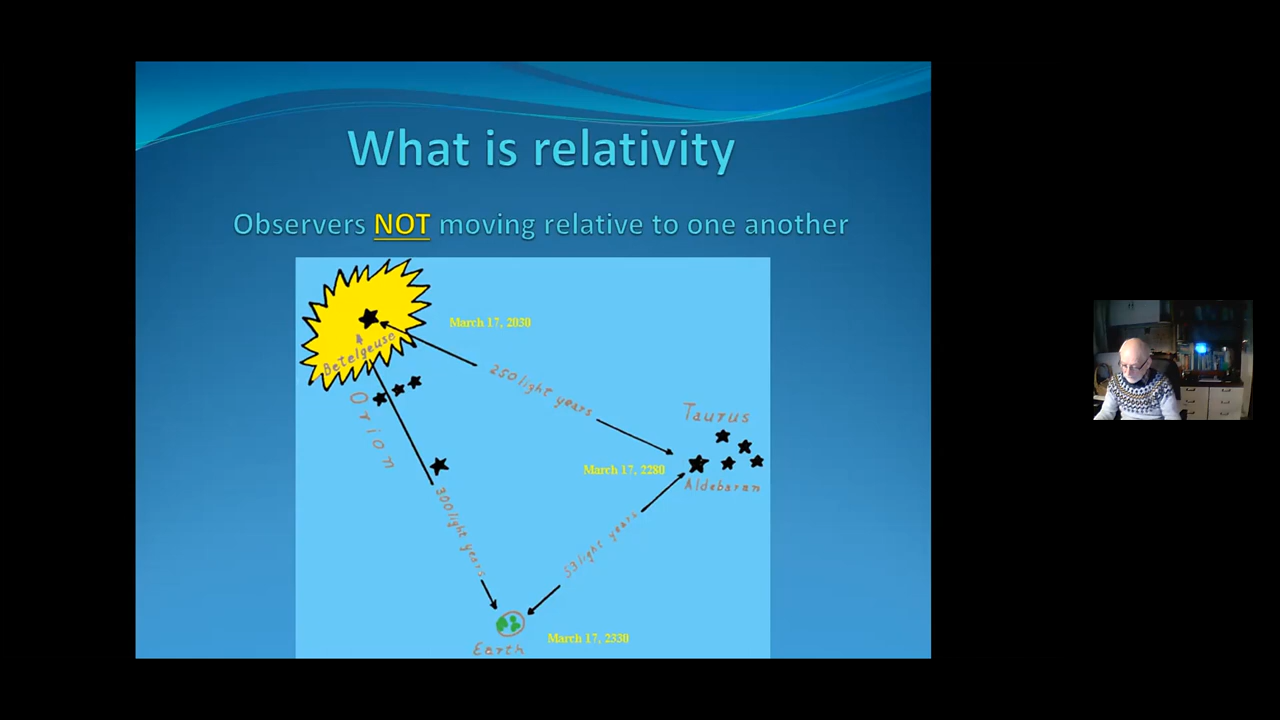 What is relativity
Observers NOT moving relative to one another
March 17, 2030
Betelgeuse
250 light years
Orion
Taurus
March 17, 2280
Aldebaran
300 light years
53 light years
March 17, 2330
Earth